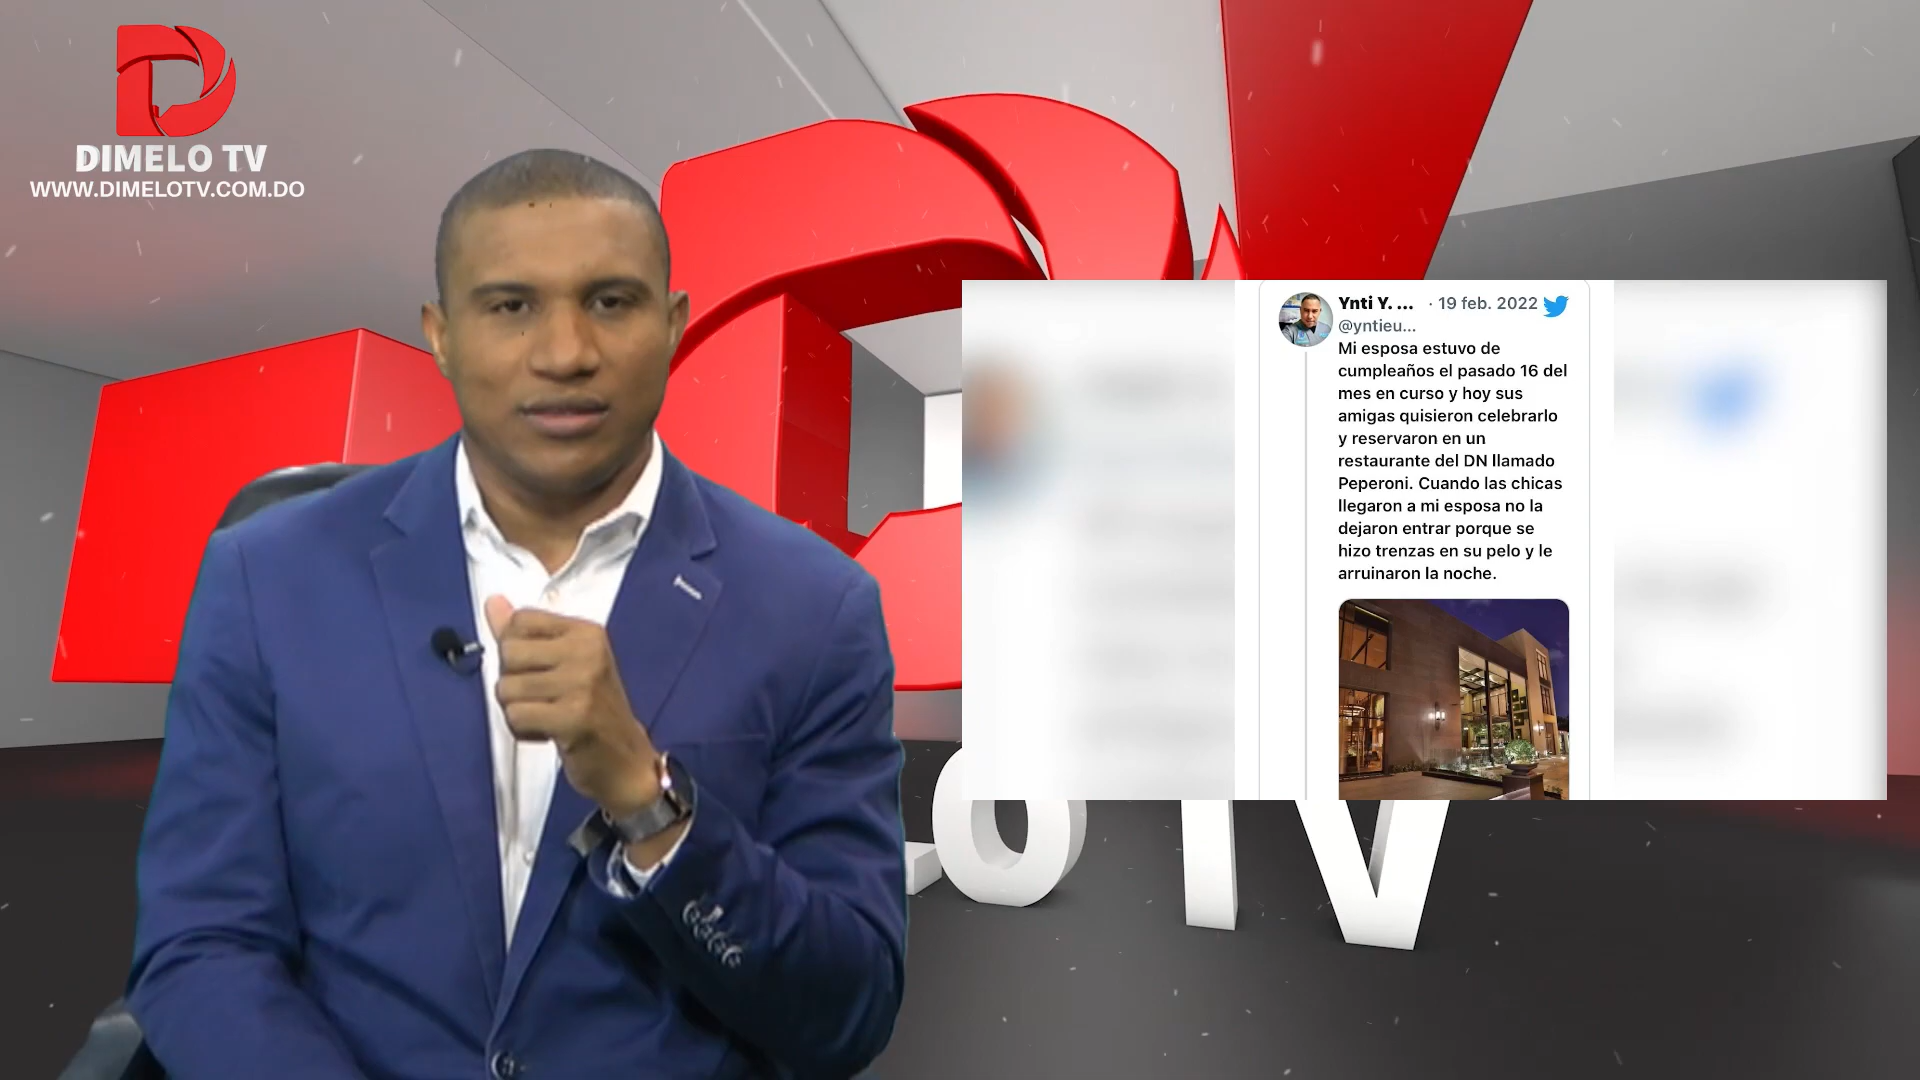 DIMELO TV
WWW.DIMELOTV.COM.DO
Ynti Y. ... · 19 feb. 2022
@yntieu...
Mi esposa estuvo de
cumpleaños el pasado 16 del
mes en curso y hoy sus
amigas quisieron celebrarlo
y reservaron en un
restaurante del DN llamado
Peperoni. Cuando las chicas
llegaron a mi esposa no la
dejaron entrar porque se
hizo trenzas en su pelo y le
arruinaron la noche.
LO TV